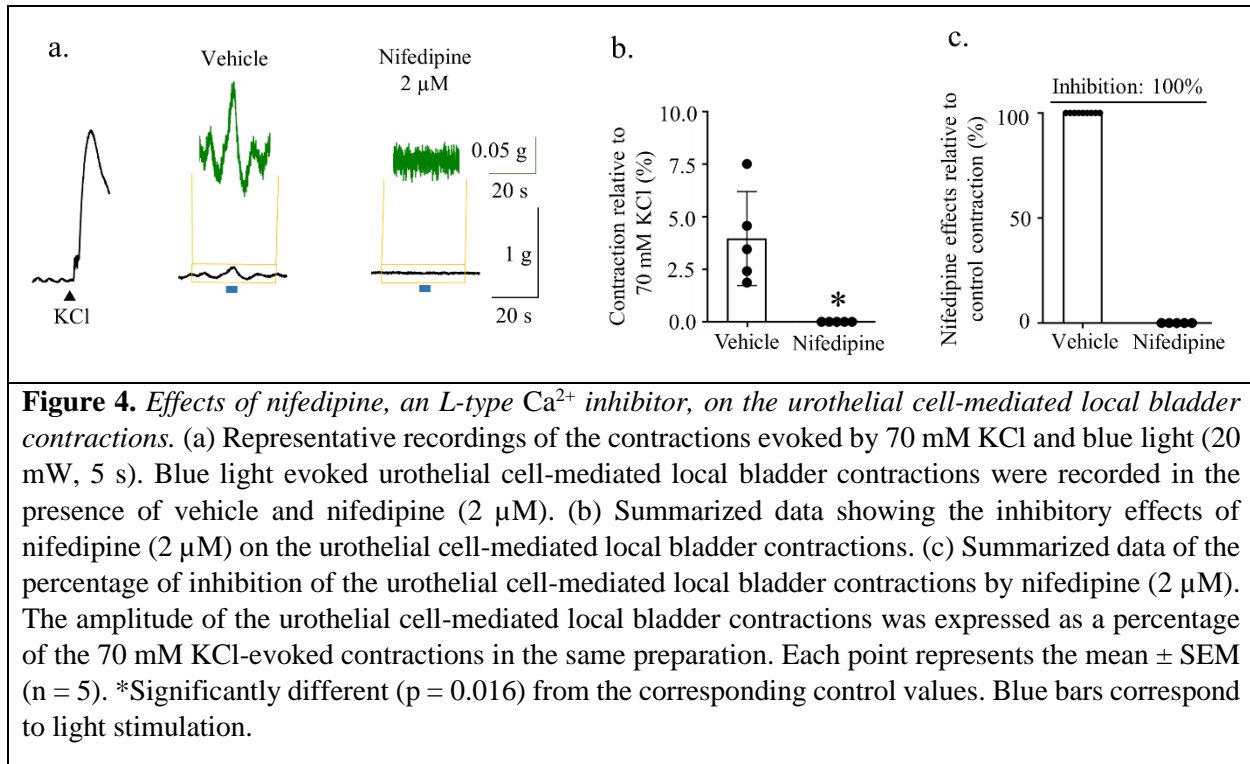 a.
Vehicle
Nifedipine
2 µM
0.05 g
20 s
1 g
20 s
KCl
b.
Contraction relative to
70 mM KCl (%)
10.0
7.5
5.0
2.5
0.0
*
Vehicle
Nifedipine
c.
Inhibition: 100%
Nifedipine effects relative to
control contraction (%)
100
50
0
Vehicle
Nifedipine
Figure 4. Effects of nifedipine, an L-type Ca²⁺ inhibitor, on the urothelial cell-mediated local bladder
contractions. (a) Representative recordings of the contractions evoked by 70 mM KCl and blue light (20
mW, 5 s). Blue light evoked urothelial cell-mediated local bladder contractions were recorded in the
presence of vehicle and nifedipine (2 µM). (b) Summarized data showing the inhibitory effects of
nifedipine (2 µM) on the urothelial cell-mediated local bladder contractions. (c) Summarized data of the
percentage of inhibition of the urothelial cell-mediated local bladder contractions by nifedipine (2 µM).
The amplitude of the urothelial cell-mediated local bladder contractions was expressed as a percentage
of the 70 mM KCl-evoked contractions in the same preparation. Each point represents the mean ± SEM
(n = 5). *Significantly different (p = 0.016) from the corresponding control values. Blue bars correspond
to light stimulation.